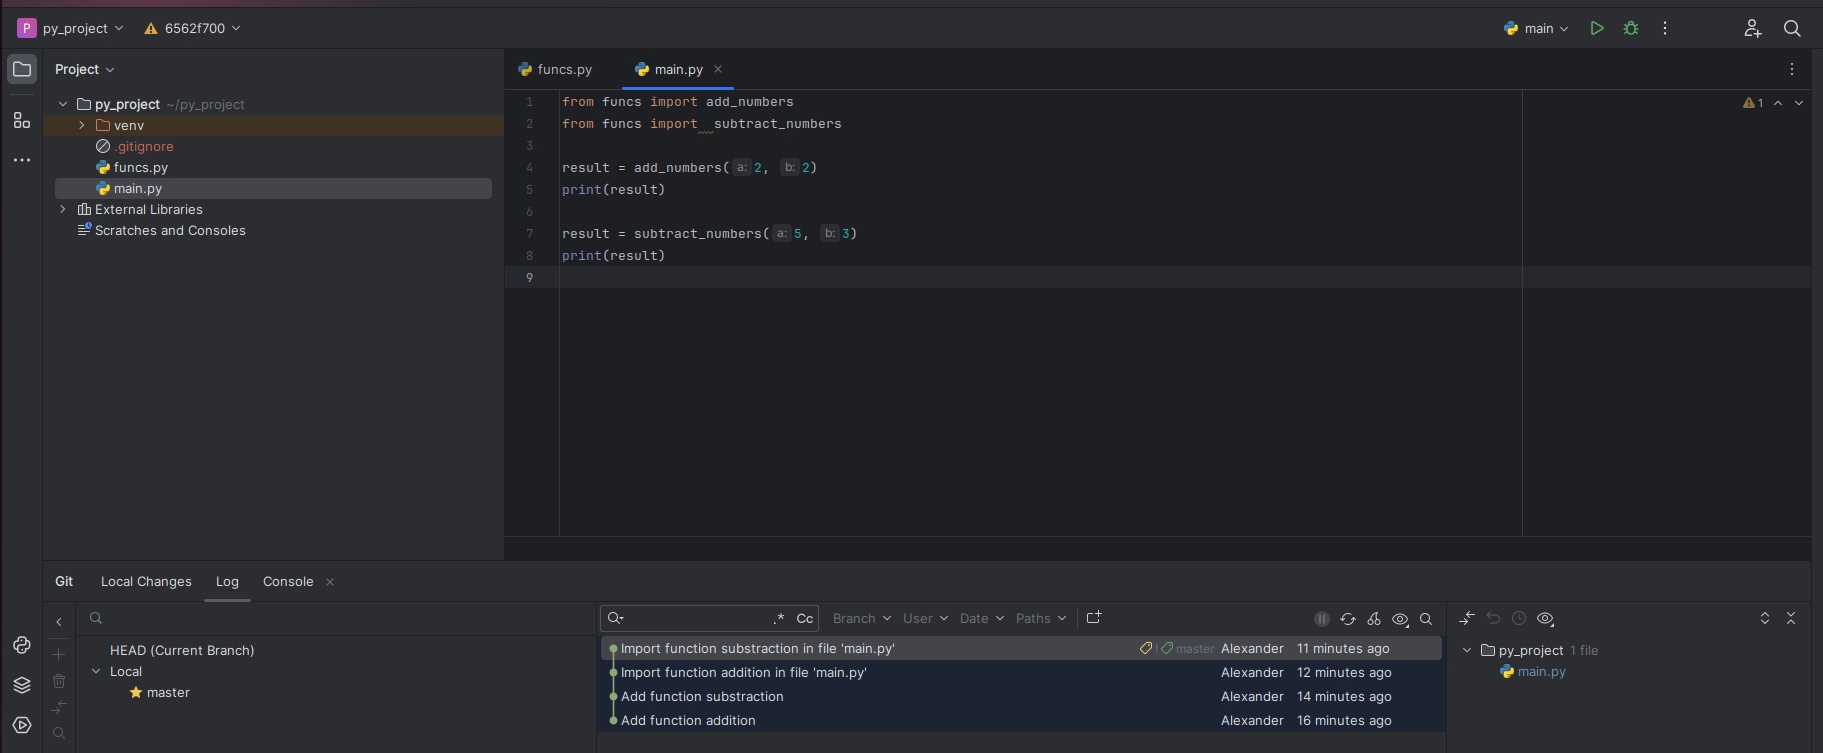 P py_project 6562f700 main
Project
py_project ~/py_project
venv
.gitignore
funcs.py
main.py
External Libraries
Scratches and Consoles
funcs.py main.py
1 from funcs import add_numbers
2 from funcs import  subtract_numbers
3
4 result = add_numbers( a: 2, b: 2)
5 print(result)
6
7 result = subtract_numbers( a: 5, b: 3)
8 print(result)
9
1
Git Local Changes Log Console
HEAD (Current Branch)
Local
master
.* Cc Branch User Date Paths
Import function substraction in file 'main.py' ! master Alexander 11 minutes ago
Import function addition in file 'main.py' Alexander 12 minutes ago
Add function substraction Alexander 14 minutes ago
Add function addition Alexander 16 minutes ago
py_project 1 file
main.py